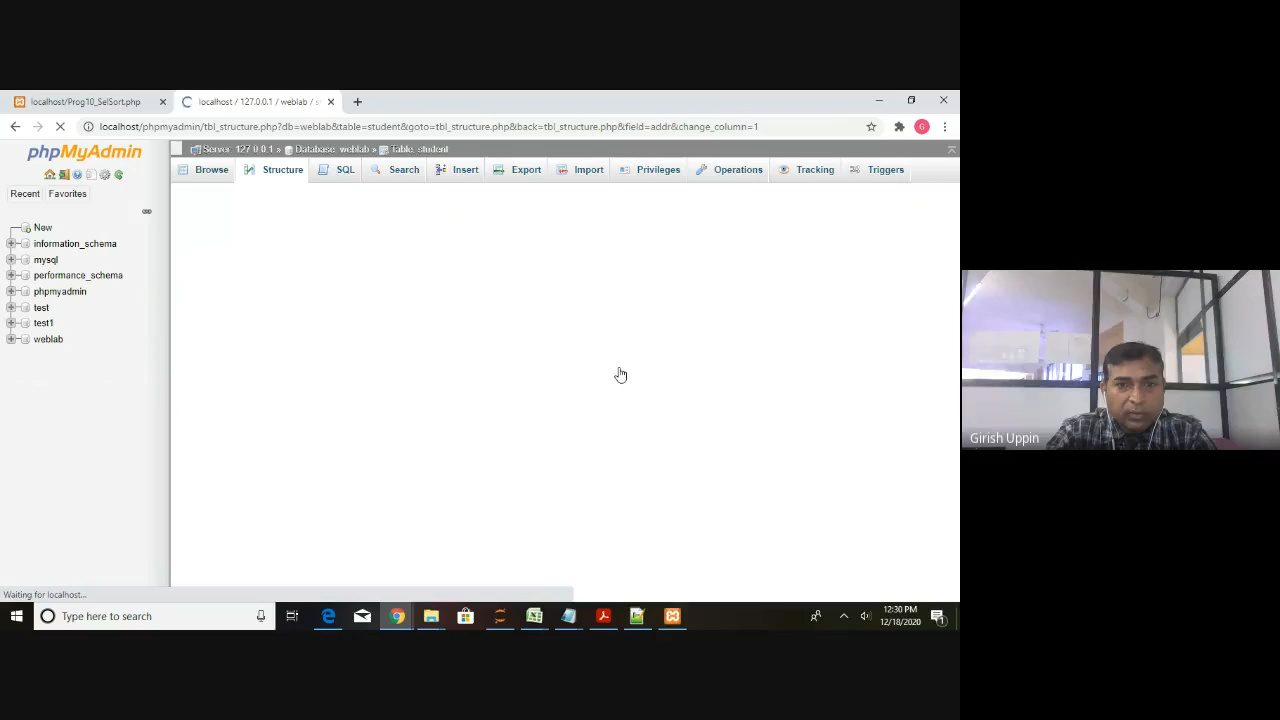 localhost/Prog10_SelSort.php
localhost / 127.0.0.1 / weblab / s
localhost/phpmyadmin/tbl_structure.php?db=weblab&table=student&goto=tbl_structure.php&back=tbl_structure.php&field=addr&change_column=1
G
phpMyAdmin
Server: 127.0.0.1 » Database: weblab » Table: student
Browse Structure SQL Search Insert Export Import Privileges Operations Tracking Triggers
Recent Favorites
New
information_schema
mysql
performance_schema
phpmyadmin
test
test1
weblab
Girish Uppin
Waiting for localhost...
Type here to search
12:30 PM
12/18/2020
1